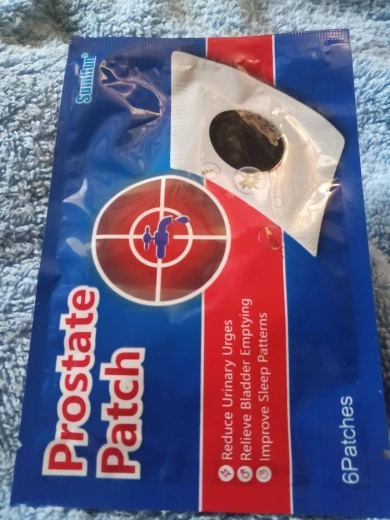 Sumifun®
Prostate
Patch
Reduce Urinary Urges
Relieve Bladder Emptying
Improve Sleep Patterns
6Patches